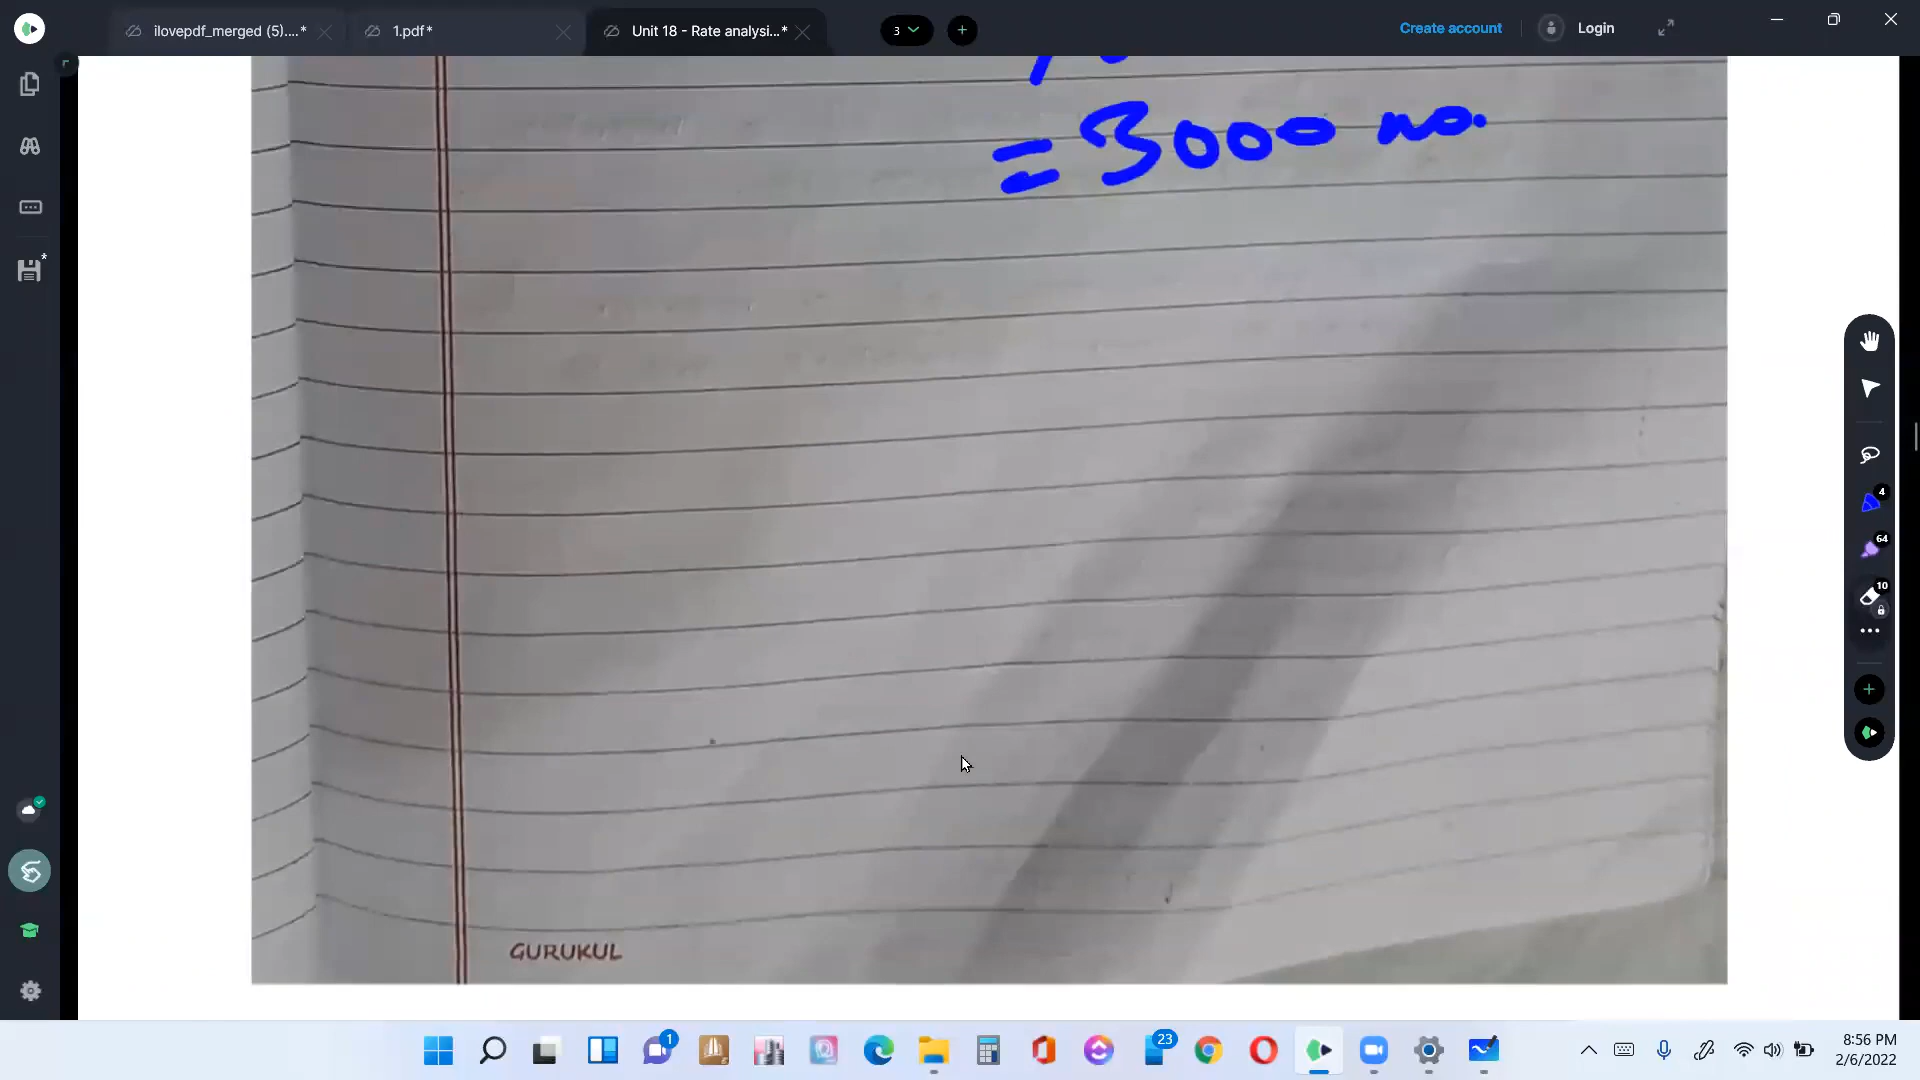 ilovepdf_merged (5)....*
1.pdf*
Unit 18 - Rate analysi...*
3
Create account
Login
= 3000 no.
4
64
10
GURUKUL
1
23
8:56 PM
2/6/2022